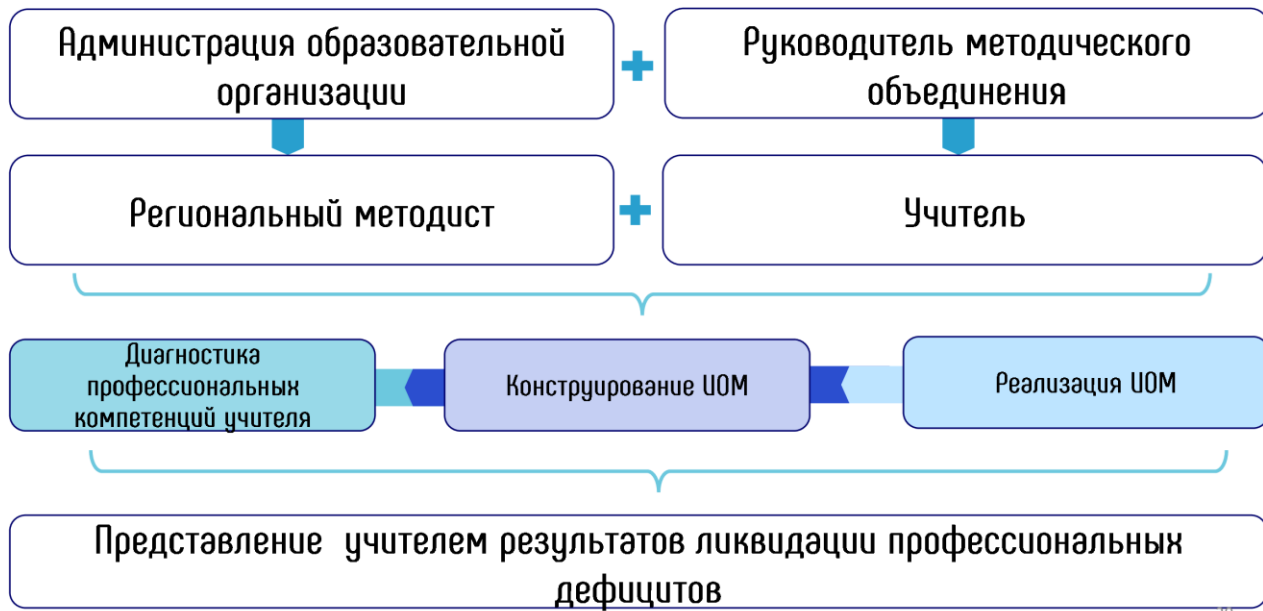 Администрация образовательной
организации
Руководитель методического
объединения
Региональный методист
Учитель
Диагностика
профессиональных
компетенций учителя
Конструирование ИОМ
Реализация ИОМ
Представление учителем результатов ликвидации профессиональных
дефицитов